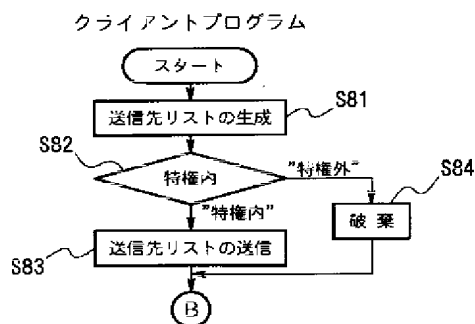 クライアントプログラム
スタート
送信先リストの生成
S81
S82
特権内
"特権外"
S84
"特権内"
破棄
送信先リストの送信
S83
B